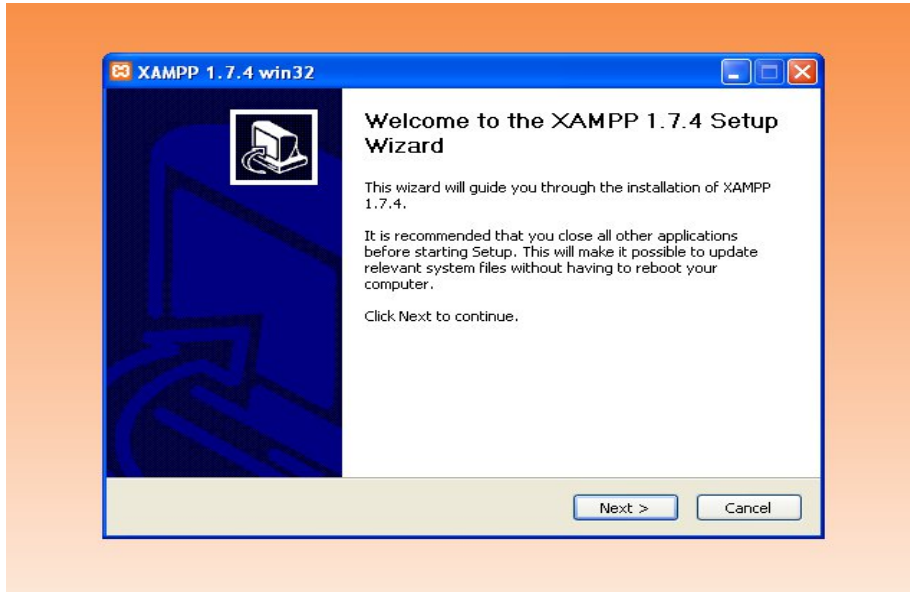 XAMPP 1.7.4 win32
Welcome to the XAMPP 1.7.4 Setup
Wizard
This wizard will guide you through the installation of XAMPP
1.7.4.
It is recommended that you close all other applications
before starting Setup. This will make it possible to update
relevant system files without having to reboot your
computer.
Click Next to continue.
Next >
Cancel